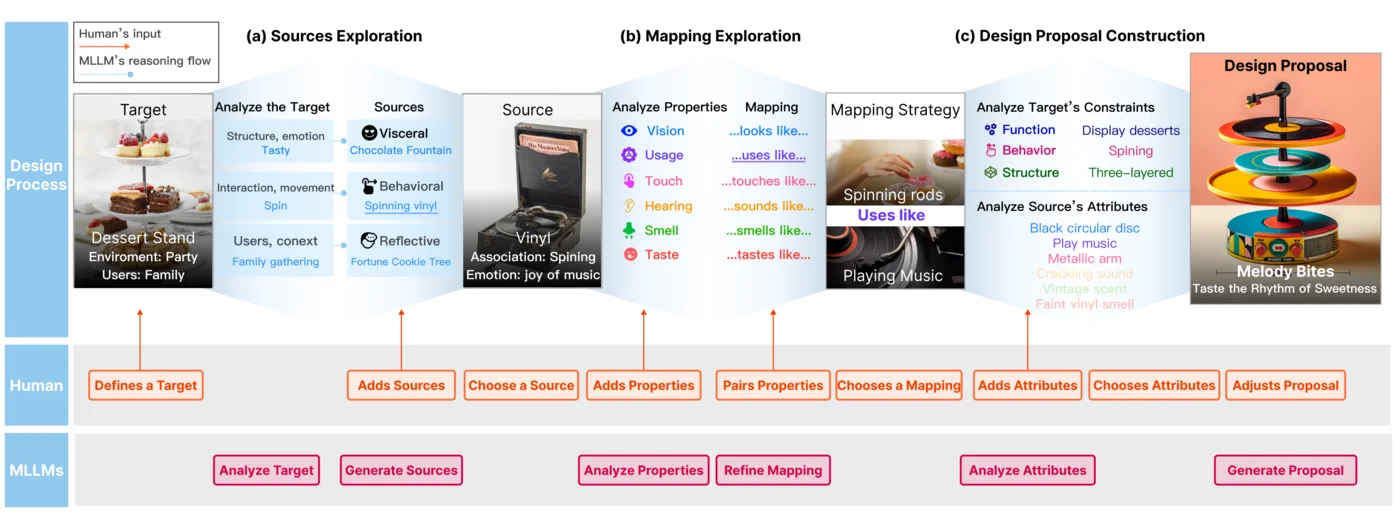 Human's input
MLLM's reasoning flow
(a) Sources Exploration
(b) Mapping Exploration
(c) Design Proposal Construction
Design
Process
Target
Dessert Stand
Enviroment: Party
Users: Family
Analyze the Target
Structure, emotion
Tasty
Interaction, movement
Spin
Users, conext
Family gathering
Sources
Visceral
Chocolate Fountain
Behavioral
Spinning vinyl
Reflective
Fortune Cookie Tree
Source
His Master's Voice
Vinyl
Association: Spining
Emotion: joy of music
Analyze Properties
Vision
Usage
Touch
Hearing
Smell
Taste
Mapping
...looks like...
...uses like...
...touches like...
...sounds like...
...smells like...
...tastes like...
Mapping Strategy
Spinning rods
Uses like
Playing Music
Analyze Target's Constraints
Function Display desserts
Behavior Spining
Structure Three-layered
Analyze Source's Attributes
Black circular disc
Play music
Metallic arm
Crackling sound
Vintage scent
Faint vinyl smell
Design Proposal
Melody Bites
Taste the Rhythm of Sweetness
Human
Defines a Target
Adds Sources
Choose a Source
Adds Properties
Pairs Properties
Chooses a Mapping
Adds Attributes
Chooses Attributes
Adjusts Proposal
MLLMs
Analyze Target
Generate Sources
Analyze Properties
Refine Mapping
Analyze Attributes
Generate Proposal